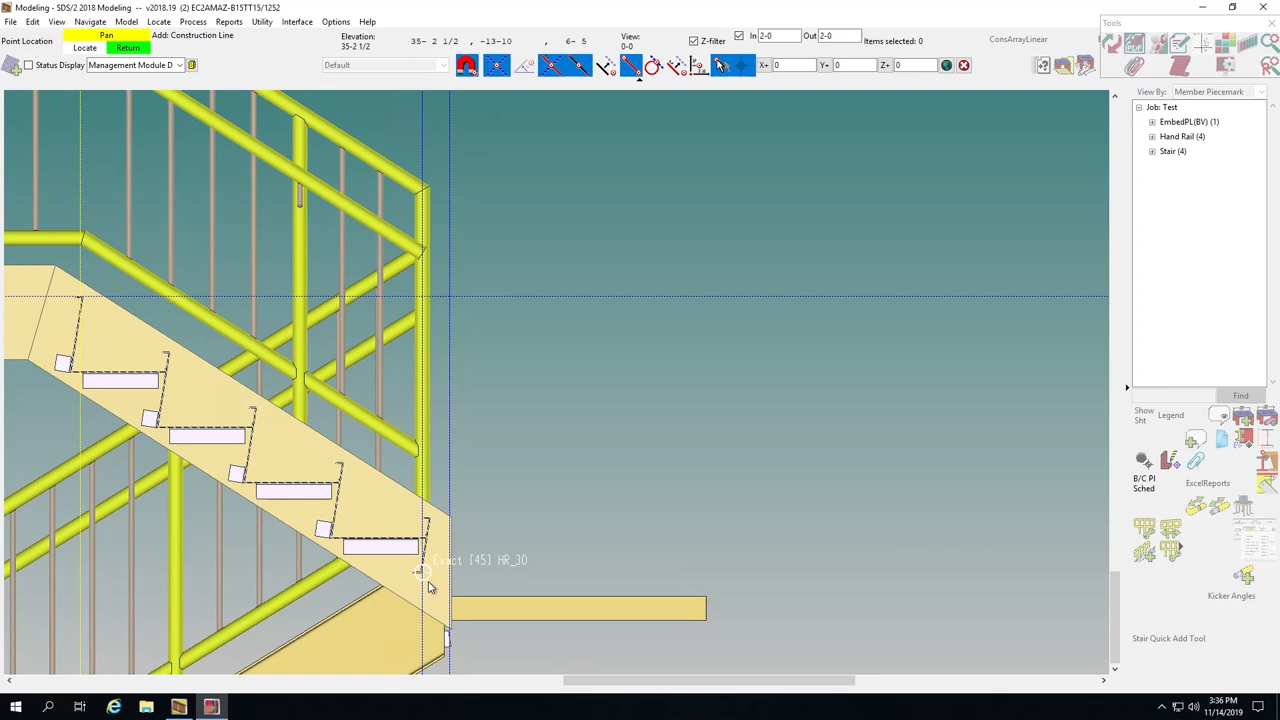 Modeling - SDS/2 2018 Modeling -- v2018.19 (2) EC2AMAZ-B15TT15/1252
File Edit View Navigate Model Locate Process Reports Utility Interface Options Help
Point Location Pan Add: Construction Line
Locate Return
Elevation:
35-2 1/2
35- 2 1/2 , -13-10 , 6- 5
View:
0-0
Z-filter In 2-0 Out 2-0 Items selected: 0 ConsArrayLinear
Tools
Status Display Management Module D Default X+ 0 Y+ 0 Z+ 0
View By: Member Piecemark
Job: Test
EmbedPL(BV) (1)
Hand Rail (4)
Stair (4)
Find
Show
Sht
Legend
B/C Pl
Sched
ExcelReports
Kicker Angles
Stair Quick Add Tool
Exact [45] HR_30
3:36 PM
11/14/2019